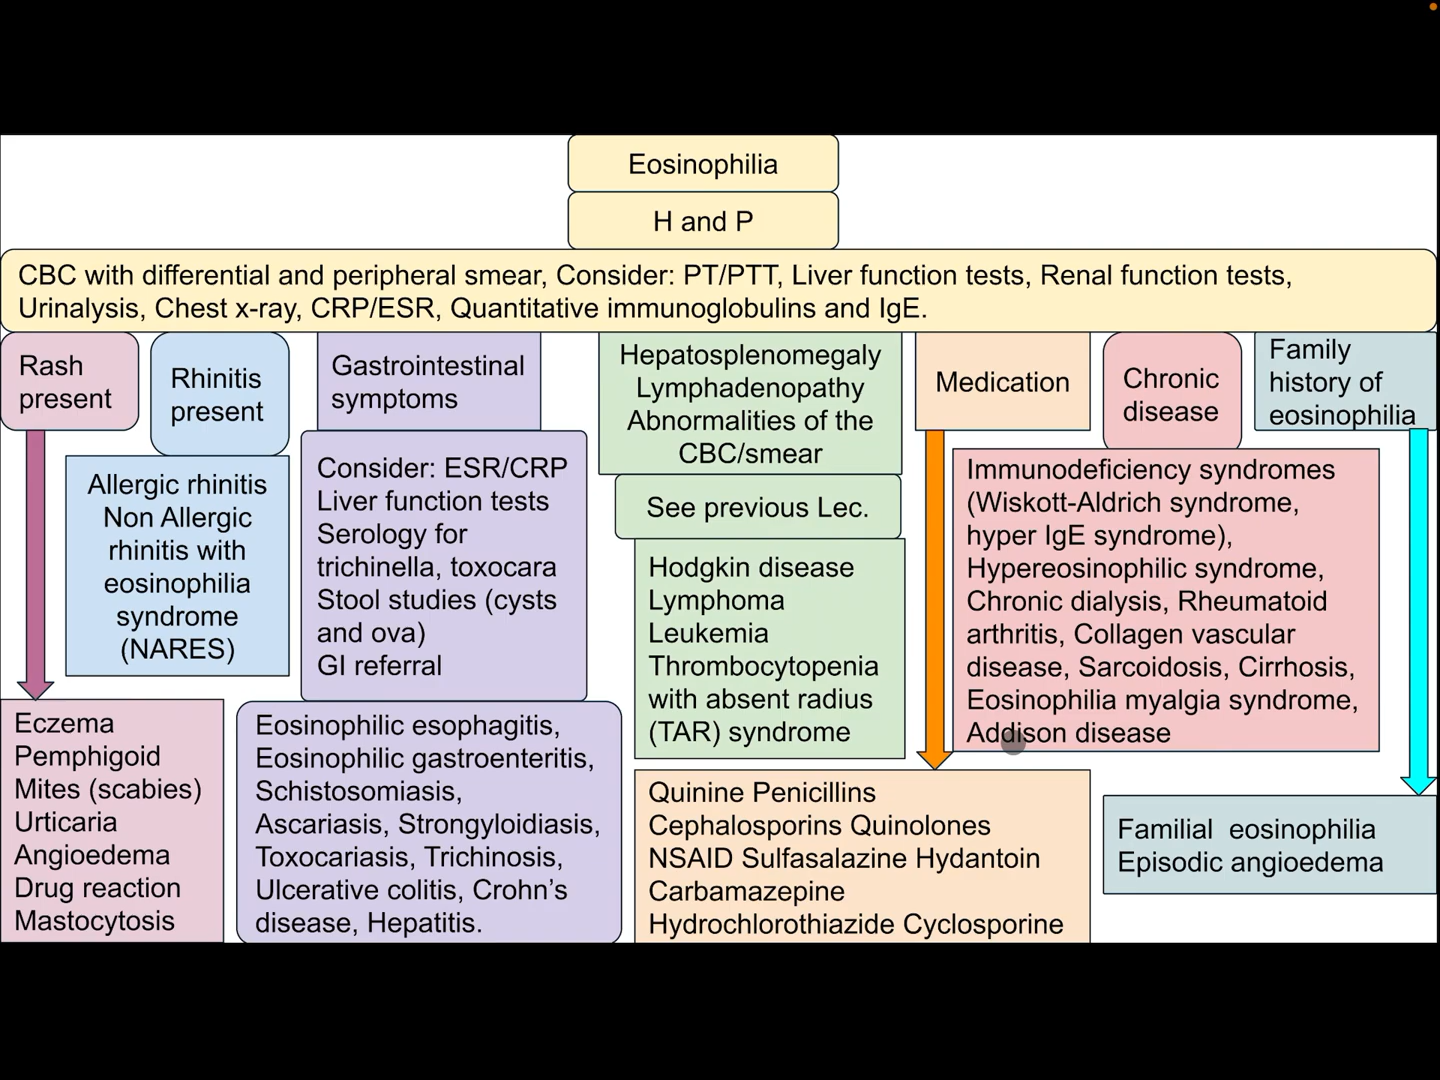 Eosinophilia
H and P
CBC with differential and peripheral smear, Consider: PT/PTT, Liver function tests, Renal function tests,
Urinalysis, Chest x-ray, CRP/ESR, Quantitative immunoglobulins and IgE.
Rash
present
Eczema
Pemphigoid
Mites (scabies)
Urticaria
Angioedema
Drug reaction
Mastocytosis
Rhinitis
present
Allergic rhinitis
Non Allergic
rhinitis with
eosinophilia
syndrome
(NARES)
Gastrointestinal
symptoms
Consider: ESR/CRP
Liver function tests
Serology for
trichinella, toxocara
Stool studies (cysts
and ova)
GI referral
Eosinophilic esophagitis,
Eosinophilic gastroenteritis,
Schistosomiasis,
Ascariasis, Strongyloidiasis,
Toxocariasis, Trichinosis,
Ulcerative colitis, Crohn’s
disease, Hepatitis.
Hepatosplenomegaly
Lymphadenopathy
Abnormalities of the
CBC/smear
See previous Lec.
Hodgkin disease
Lymphoma
Leukemia
Thrombocytopenia
with absent radius
(TAR) syndrome
Medication
Quinine Penicillins
Cephalosporins Quinolones
NSAID Sulfasalazine Hydantoin
Carbamazepine
Hydrochlorothiazide Cyclosporine
Chronic
disease
Immunodeficiency syndromes
(Wiskott-Aldrich syndrome,
hyper IgE syndrome),
Hypereosinophilic syndrome,
Chronic dialysis, Rheumatoid
arthritis, Collagen vascular
disease, Sarcoidosis, Cirrhosis,
Eosinophilia myalgia syndrome,
Addison disease
Family
history of
eosinophilia
Familial eosinophilia
Episodic angioedema